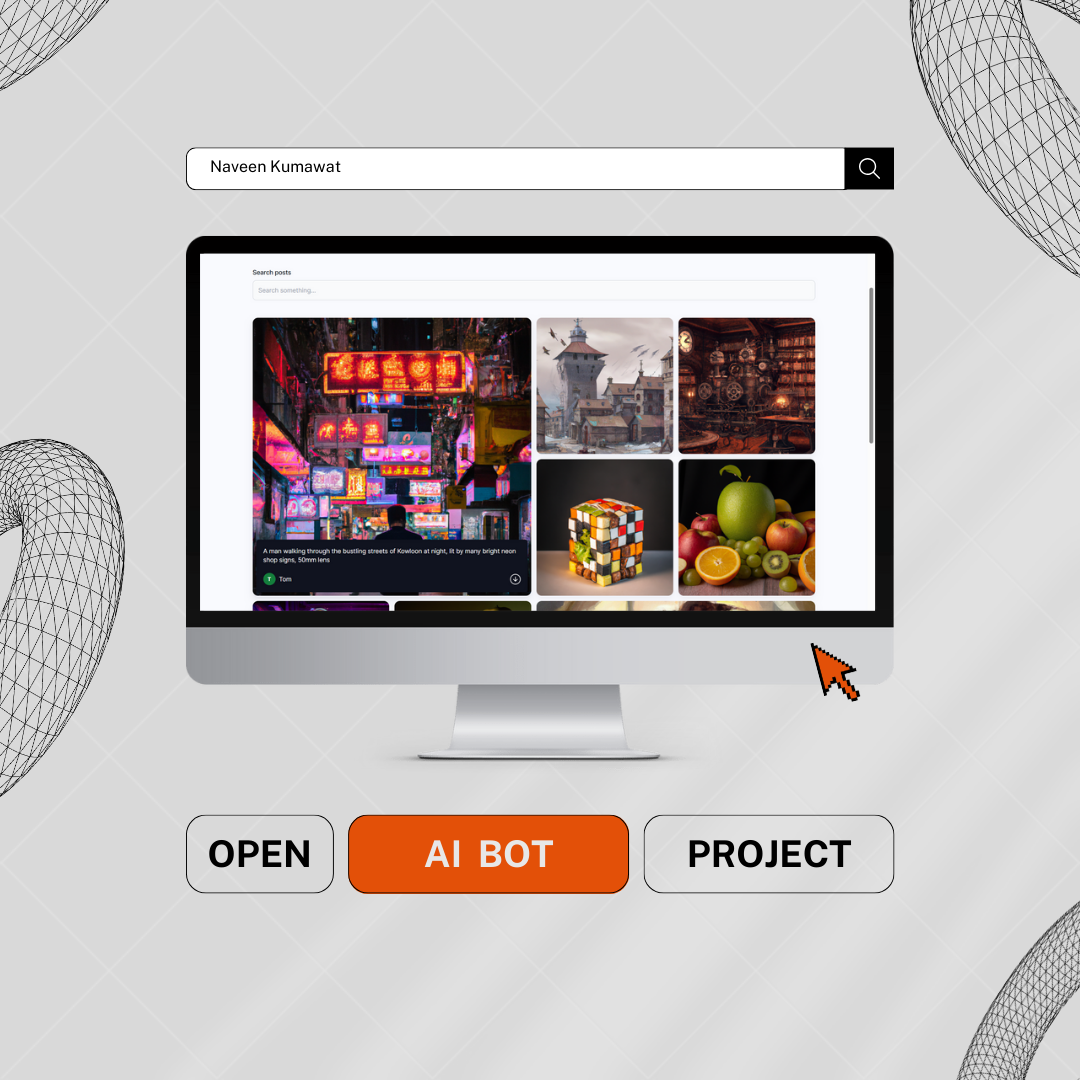 Naveen Kumawat
Search posts
Search something...
A man walking through the bustling streets of Kowloon at night, lit by many bright neon
shop signs, 50mm lens
T Tom
OPEN
AI BOT
PROJECT